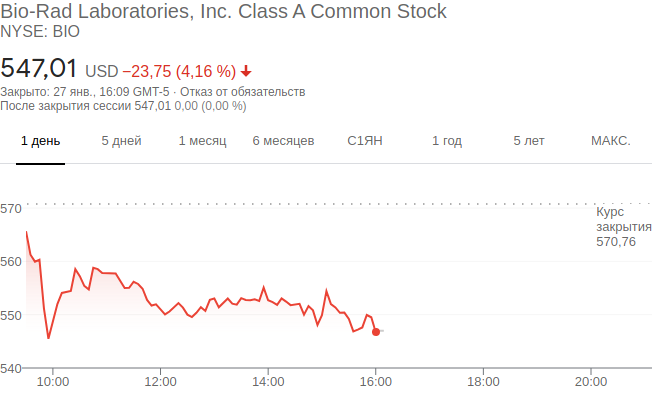 Bio-Rad Laboratories, Inc. Class A Common Stock
NYSE: BIO
547,01 USD −23,75 (4,16 %)
Закрыто: 27 янв., 16:09 GMT-5 · Отказ от обязательств
После закрытия сессии 547,01 0,00 (0,00 %)
1 день 5 дней 1 месяц 6 месяцев С1ЯН 1 год 5 лет МАКС.
570
Курс
закрытия
570,76
560
550
540
10:00 12:00 14:00 16:00 18:00 20:00